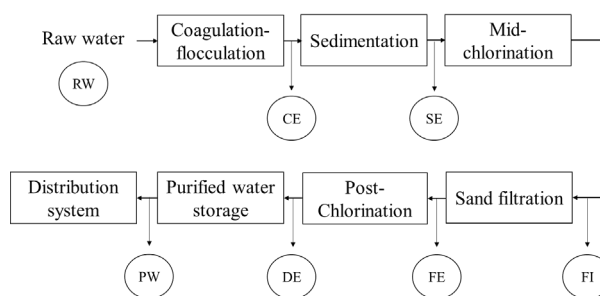 Raw water
Coagulation-
flocculation
Sedimentation
Mid-
chlorination
RW
CE
SE
Distribution
system
Purified water
storage
Post-
Chlorination
Sand filtration
PW
DE
FE
FI